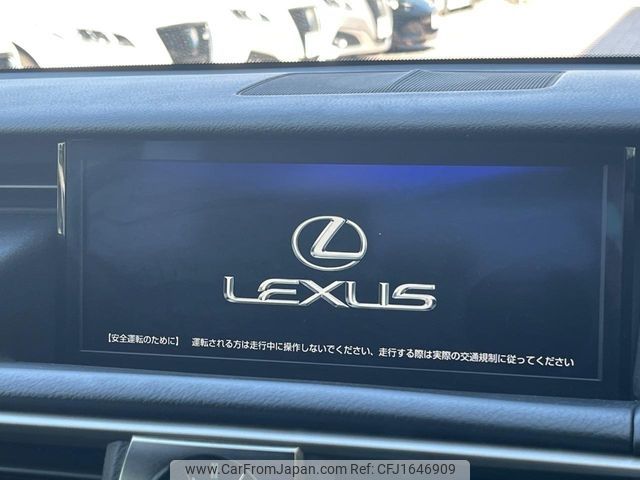 LEXUS
【安全運転のために】 運転される方は走行中に操作しないでください、走行する際は実際の交通規制に従ってください
www.CarFromJapan.com - CFJ1646909